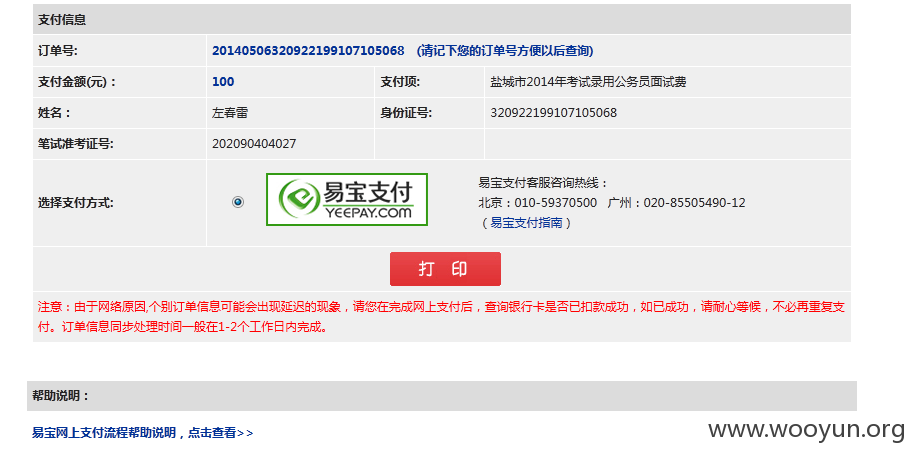 支付信息
订单号: 20140506320922199107105068 (请记下您的订单号方便以后查询)
支付金额(元)： 100 支付项: 盐城市2014年考试录用公务员面试费
姓名： 左春雷 身份证号: 320922199107105068
笔试准考证号: 202090404027
选择支付方式: 易宝支付 YEEPAY.COM
易宝支付客服咨询热线：
北京：010-59370500 广州：020-85505490-12
（易宝支付指南）
打 印
注意：由于网络原因,个别订单信息可能会出现延迟的现象，请您在完成网上支付后，查询银行卡是否已扣款成功，如已成功，请耐心等候，不必再重复支
付。订单信息同步处理时间一般在1-2个工作日内完成。
帮助说明：
易宝网上支付流程帮助说明，点击查看>>
www.wooyun.org